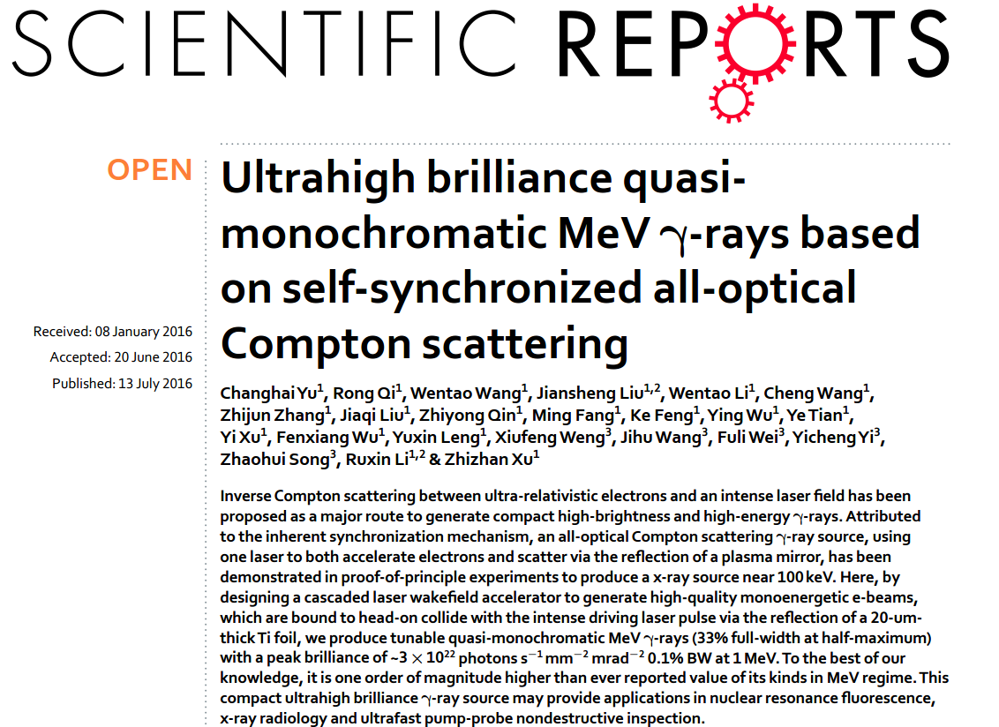 SCIENTIFIC REPORTS
OPEN
Ultrahigh brilliance quasi-
monochromatic MeV γ-rays based
on self-synchronized all-optical
Compton scattering
Received: 08 January 2016
Accepted: 20 June 2016
Published: 13 July 2016
Changhai Yu¹, Rong Qi¹, Wentao Wang¹, Jiansheng Liu¹,², Wentao Li¹, Cheng Wang¹,
Zhijun Zhang¹, Jiaqi Liu¹, Zhiyong Qin¹, Ming Fang¹, Ke Feng¹, Ying Wu¹, Ye Tian¹,
Yi Xu¹, Fenxiang Wu¹, Yuxin Leng¹, Xiufeng Weng³, Jihu Wang³, Fuli Wei³, Yicheng Yi³,
Zhaohui Song³, Ruxin Li¹,² & Zhizhan Xu¹
Inverse Compton scattering between ultra-relativistic electrons and an intense laser field has been
proposed as a major route to generate compact high-brightness and high-energy γ-rays. Attributed
to the inherent synchronization mechanism, an all-optical Compton scattering γ-ray source, using
one laser to both accelerate electrons and scatter via the reflection of a plasma mirror, has been
demonstrated in proof-of-principle experiments to produce a x-ray source near 100 keV. Here, by
designing a cascaded laser wakefield accelerator to generate high-quality monoenergetic e-beams,
which are bound to head-on collide with the intense driving laser pulse via the reflection of a 20-um-
thick Ti foil, we produce tunable quasi-monochromatic MeV γ-rays (33% full-width at half-maximum)
with a peak brilliance of ~3 × 10²² photons s⁻¹ mm⁻² mrad⁻² 0.1% BW at 1 MeV. To the best of our
knowledge, it is one order of magnitude higher than ever reported value of its kinds in MeV regime. This
compact ultrahigh brilliance γ-ray source may provide applications in nuclear resonance fluorescence,
x-ray radiology and ultrafast pump-probe nondestructive inspection.